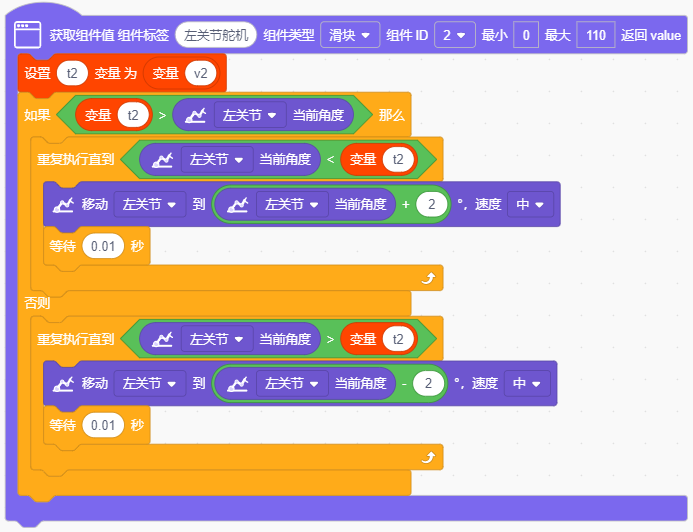 获取组件值 组件标签 左关节舵机 组件类型 滑块 组件 ID 2 最小 0 最大 110 返回 value
设置 t2 变量 为 变量 v2
如果 变量 t2 > 左关节 当前角度 那么
重复执行直到 左关节 当前角度 < 变量 t2
移动 左关节 到 左关节 当前角度 + 2 °, 速度 中
等待 0.01 秒
否则
重复执行直到 左关节 当前角度 > 变量 t2
移动 左关节 到 左关节 当前角度 - 2 °, 速度 中
等待 0.01 秒